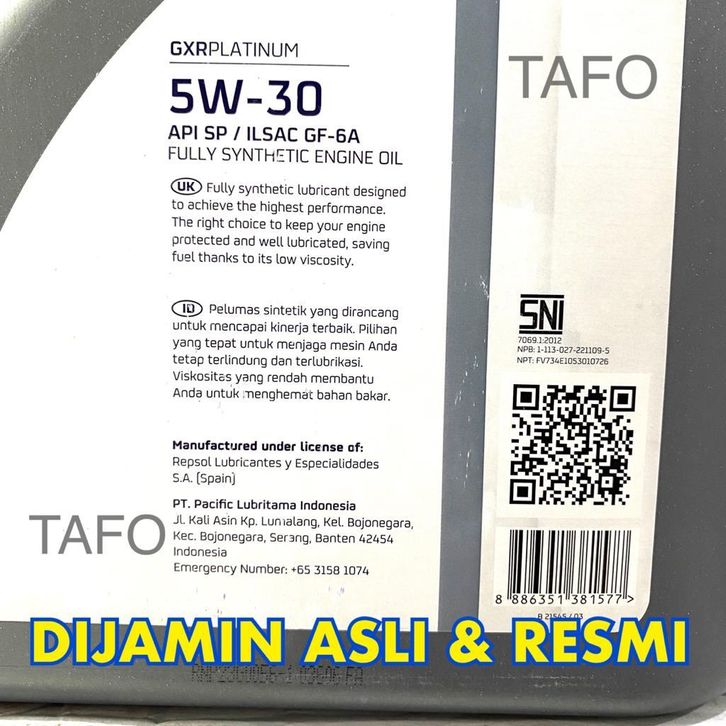 GXRPLATINUM
5W-30
API SP / ILSAC GF-6A
FULLY SYNTHETIC ENGINE OIL
UK Fully synthetic lubricant designed
to achieve the highest performance.
The right choice to keep your engine
protected and well lubricated, saving
fuel thanks to its low viscosity.
ID Pelumas sintetik yang dirancang
untuk mencapai kinerja terbaik. Pilihan
yang tepat untuk menjaga mesin Anda
tetap terlindung dan terlubrikasi.
Viskositas yang rendah membantu
Anda untuk menghemat bahan bakar.
Manufactured under license of:
Repsol Lubricantes y Especialidades
S.A. (Spain)
PT. Pacific Lubritama Indonesia
Jl. Kali Asin Kp. Lumalang, Kel. Bojonegara,
Kec. Bojonegara, Serang, Banten 42454
Indonesia
Emergency Number: +65 3158 1074
TAFO
TAFO
SNI
7069.1:2012
NPB: 1-113-027-221109-5
NPT: FV734E1053010726
8 886351 381577>
R 21545 / 03
DIJAMIN ASLI & RESMI